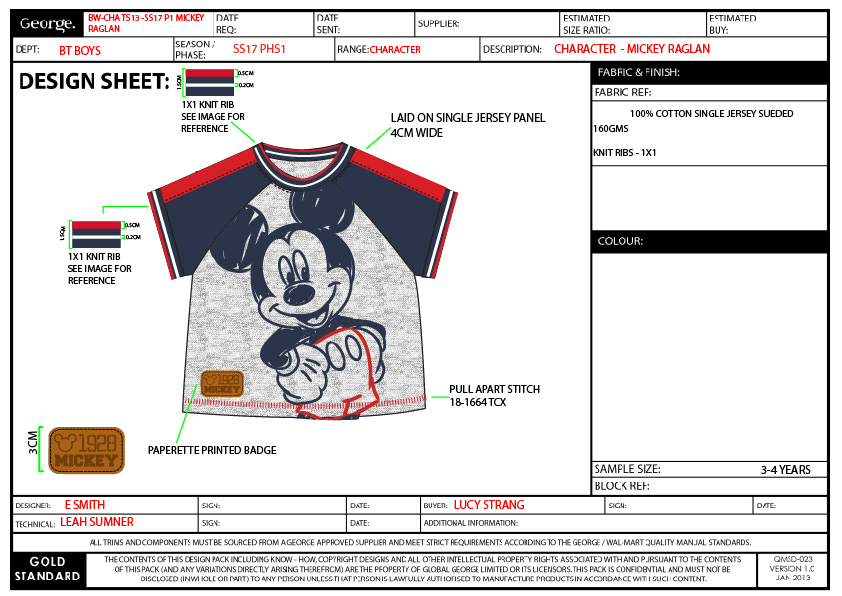 George.
BW-CHA TS13 -SS17 P1 MICKEY
RAGLAN
DATE
REQ:
DATE
SENT:
SUPPLIER:
ESTIMATED
SIZE RATIO:
ESTIMATED
BUY:
DEPT: BT BOYS
SEASON /
PHASE:
SS17 PHS1
RANGE: CHARACTER
DESCRIPTION: CHARACTER - MICKEY RAGLAN
DESIGN SHEET:
1.5CM
0.5CM
0.2CM
1X1 KNIT RIB
SEE IMAGE FOR
REFERENCE
LAID ON SINGLE JERSEY PANEL
4CM WIDE
1.5CM
0.5CM
0.2CM
1X1 KNIT RIB
SEE IMAGE FOR
REFERENCE
1928
MICKEY
PULL APART STITCH
18-1664 TCX
3CM
1928
MICKEY
PAPERETTE PRINTED BADGE
FABRIC & FINISH:
FABRIC REF:
100% COTTON SINGLE JERSEY SUEDED
160GMS
KNIT RIBS - 1X1
COLOUR:
SAMPLE SIZE: 3-4 YEARS
BLOCK REF:
DESIGNER: E SMITH
SIGN:
DATE:
BUYER: LUCY STRANG
SIGN:
DATE:
TECHNICAL: LEAH SUMNER
SIGN:
DATE:
ADDITIONAL INFORMATION:
ALL TRIMS AND COMPONENTS MUST BE SOURCED FROM A GEORGE APPROVED SUPPLIER AND MEET STRICT REQUIREMENTS ACCORDING TO THE GEORGE / WAL-MART QUALITY MANUAL STANDARDS.
GOLD
STANDARD
THE CONTENTS OF THIS DESIGN PACK INCLUDING KNOW - HOW, COPYRIGHT DESIGNS AND ALL OTHER INTELLECTUAL PROPERTY RIGHTS ASSOCIATED WITH AND PURSUANT TO THE CONTENTS
OF THIS PACK (AND ANY VARIATIONS DIRECTLY ARISING THEREFROM) ARE THE PROPERTY OF GLOBAL GEORGE LIMITED OR ITS LICENSORS. THIS PACK IS CONFIDENTIAL AND MUST NOT BE
DISCLOSED (IN WHOLE OR PART) TO ANY PERSON UNLESS THAT PERSON IS LAWFULLY AUTHORISED TO MANUFACTURE PRODUCTS IN ACCORDANCE WITH SUCH CONTENT.
QMSD-023
VERSION 1.0
JAN 2013